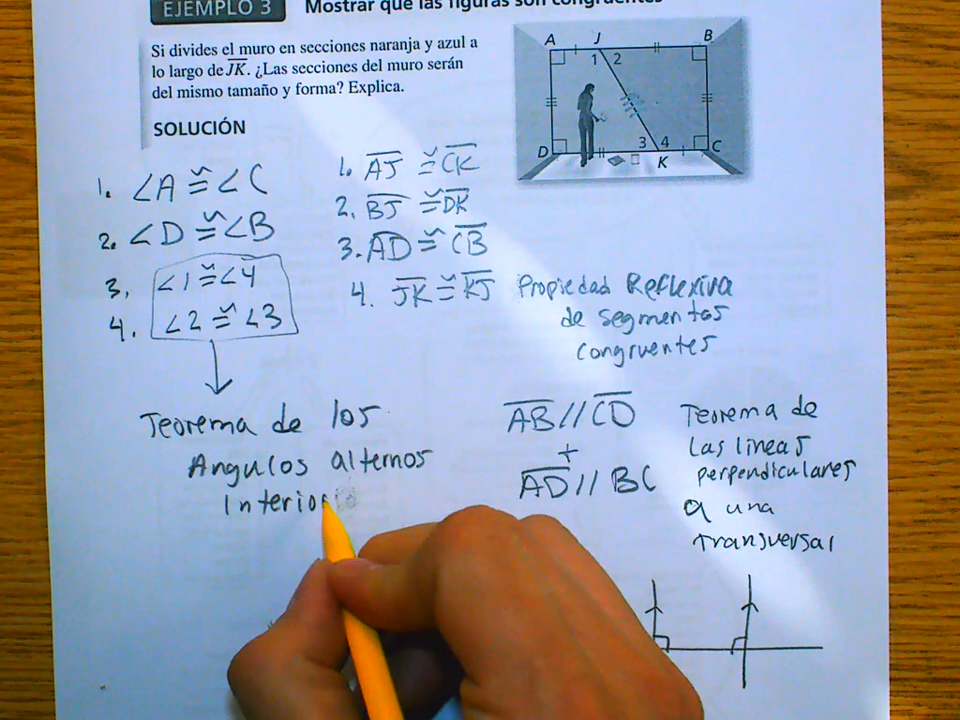 EJEMPLO 3 Mostrar que las figuras son congruentes
Si divides el muro en secciones naranja y azul a
lo largo de JK. ¿Las secciones del muro serán
del mismo tamaño y forma? Explica.
SOLUCIÓN
A J B
1 2
3 4
D K C
1. ∠A ≅ ∠C
2. ∠D ≅ ∠B
3. ∠1 ≅ ∠4
4. ∠2 ≅ ∠3
1. AJ ≅ CK
2. BJ ≅ DK
3. AD ≅ CB
4. JK ≅ KJ Propiedad Reflexiva
de segmentos
congruentes
Teorema de los
Angulos alternos
Interio
AB // CD
+
AD // BC
Teorema de
las lineas
perpendiculares
a una
transversal